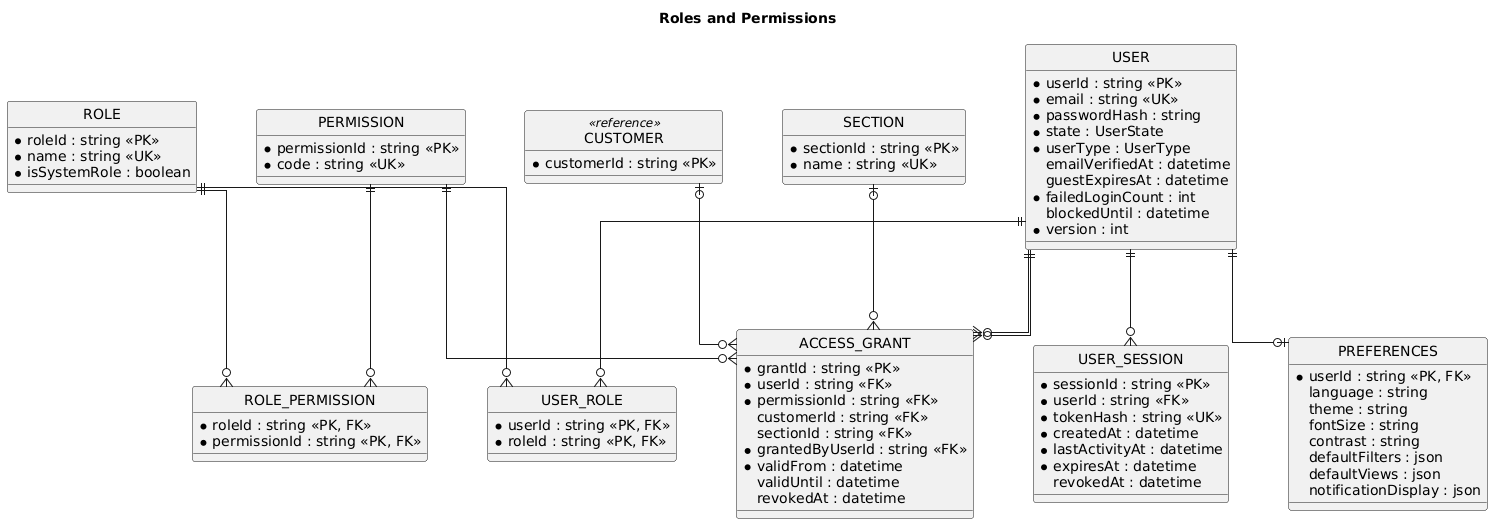 Roles and Permissions
ROLE
* roleId : string «PK»
* name : string «UK»
* isSystemRole : boolean
PERMISSION
* permissionId : string «PK»
* code : string «UK»
«reference»
CUSTOMER
* customerId : string «PK»
SECTION
* sectionId : string «PK»
* name : string «UK»
USER
* userId : string «PK»
* email : string «UK»
* passwordHash : string
* state : UserState
* userType : UserType
emailVerifiedAt : datetime
guestExpiresAt : datetime
* failedLoginCount : int
blockedUntil : datetime
* version : int
ROLE_PERMISSION
* roleId : string «PK, FK»
* permissionId : string «PK, FK»
USER_ROLE
* userId : string «PK, FK»
* roleId : string «PK, FK»
ACCESS_GRANT
* grantId : string «PK»
* userId : string «FK»
* permissionId : string «FK»
customerId : string «FK»
sectionId : string «FK»
* grantedByUserId : string «FK»
* validFrom : datetime
validUntil : datetime
revokedAt : datetime
USER_SESSION
* sessionId : string «PK»
* userId : string «FK»
* tokenHash : string «UK»
* createdAt : datetime
* lastActivityAt : datetime
* expiresAt : datetime
revokedAt : datetime
PREFERENCES
* userId : string «PK, FK»
language : string
theme : string
fontSize : string
contrast : string
defaultFilters : json
defaultViews : json
notificationDisplay : json